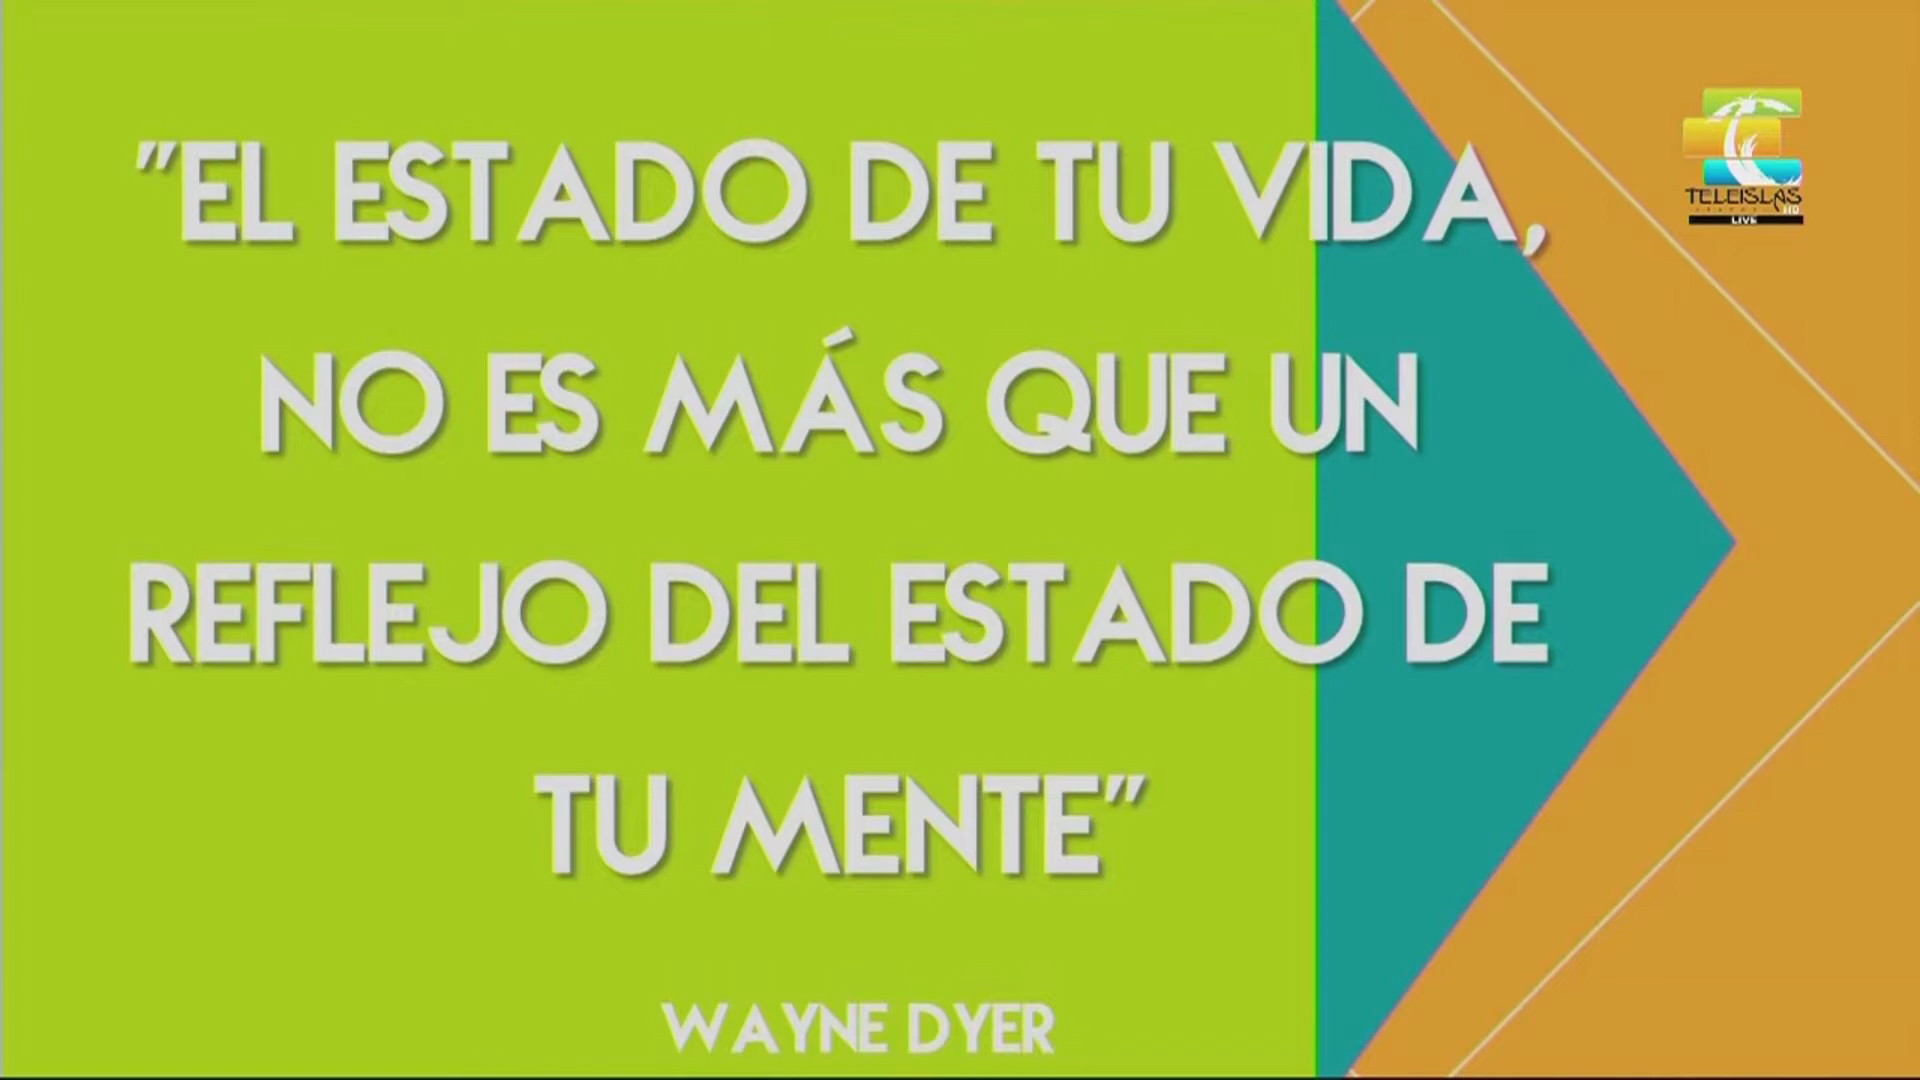 "EL ESTADO DE TU VIDA,
NO ES MÁS QUE UN
REFLEJO DEL ESTADO DE
TU MENTE"
WAYNE DYER
TELEISLAS
HD
LIVE